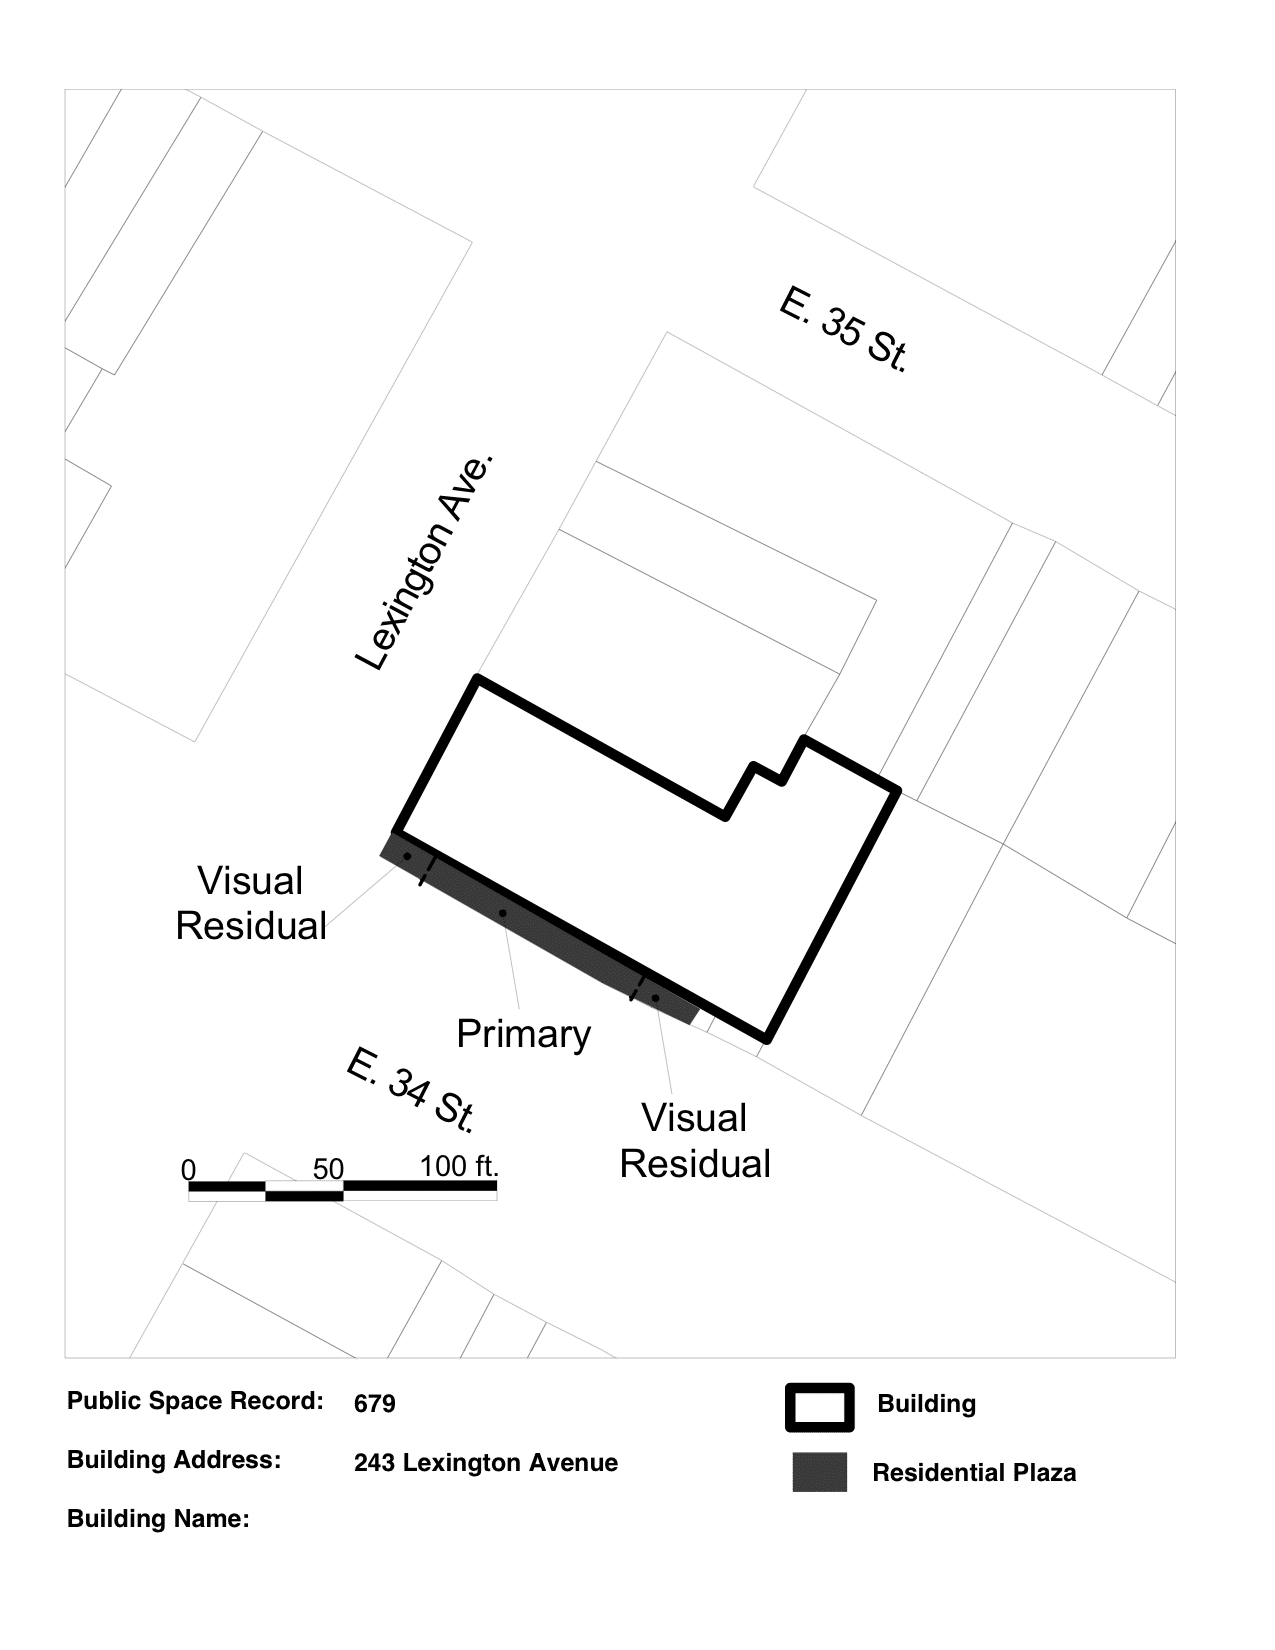 E. 35 St.
Lexington Ave.
Visual
Residual
Primary
E. 34 St.
Visual
Residual
0 50 100 ft.
Public Space Record: 679
Building Address: 243 Lexington Avenue
Building Name:
Building
Residential Plaza